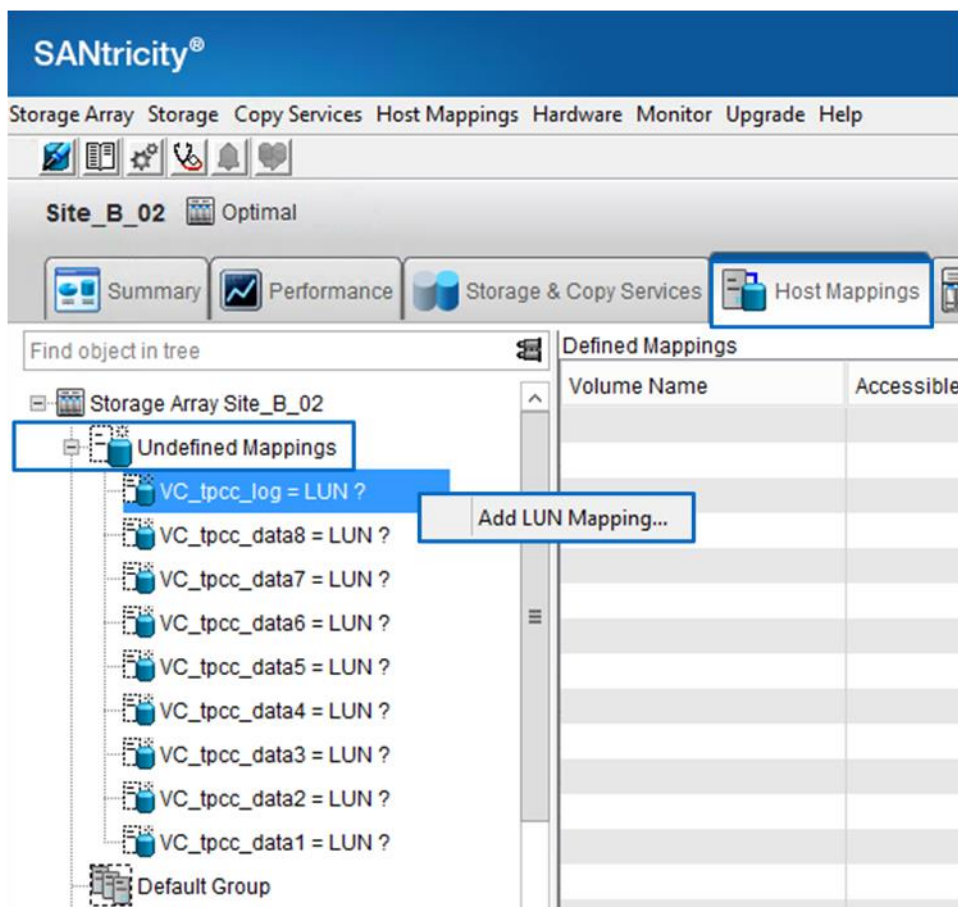 SANtricity®
Storage Array Storage Copy Services Host Mappings Hardware Monitor Upgrade Help
Site_B_02 Optimal
Summary Performance Storage & Copy Services Host Mappings
Find object in tree
Defined Mappings
Volume Name Accessible
Storage Array Site_B_02
Undefined Mappings
VC_tpcc_log = LUN ?
Add LUN Mapping...
VC_tpcc_data8 = LUN ?
VC_tpcc_data7 = LUN ?
VC_tpcc_data6 = LUN ?
VC_tpcc_data5 = LUN ?
VC_tpcc_data4 = LUN ?
VC_tpcc_data3 = LUN ?
VC_tpcc_data2 = LUN ?
VC_tpcc_data1 = LUN ?
Default Group